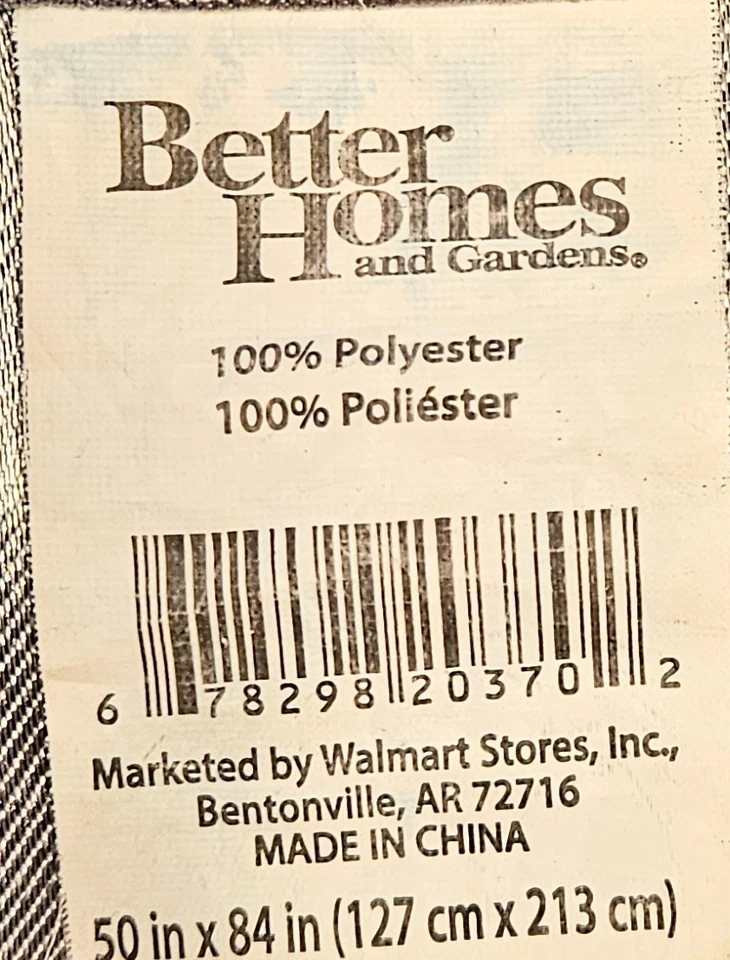 Better
Homes
and Gardens®
100% Polyester
100% Poliéster
6 78298 20370 2
Marketed by Walmart Stores, Inc.,
Bentonville, AR 72716
MADE IN CHINA
50 in x 84 in (127 cm x 213 cm)